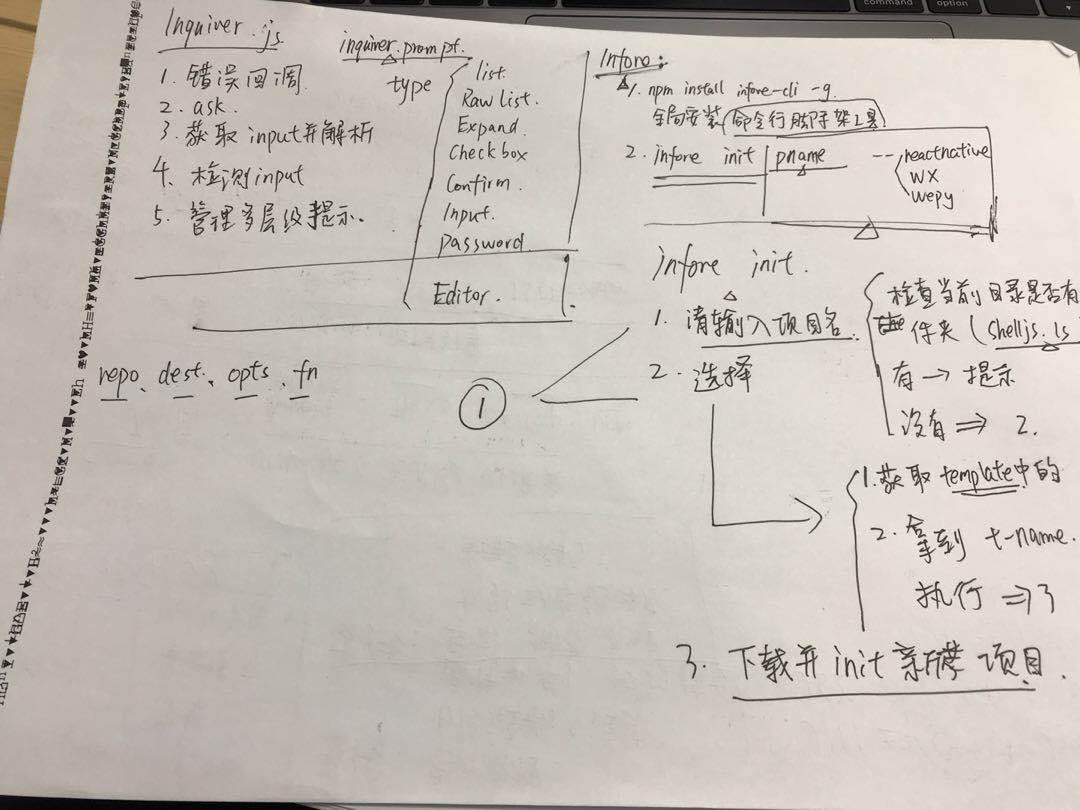 Inquirer.js
1. 错误回调
2. ask.
3. 获取 input并解析
4、检测input
5. 管理多层级提示.
inquirer.prompt.
type
list.
Raw List.
Expand.
Checkbox
Confirm.
Input.
password
Editor.
repo、dest、opts、fn
①
Infore:
1. npm install infore-cli -g
全局安装(命令行脚手架工具)
2. infore init pname -- reactnative
wx
wepy
infore init.
1. 请输入项目名.
检查当前目录是否有
件夹 (shelljs.ls
有 → 提示
没有 ⇒ 2.
2. 选择
1.获取 template中的
2. 拿到 t-name.
执行 ⇒3
3. 下载并init 新建 项目.
command
option